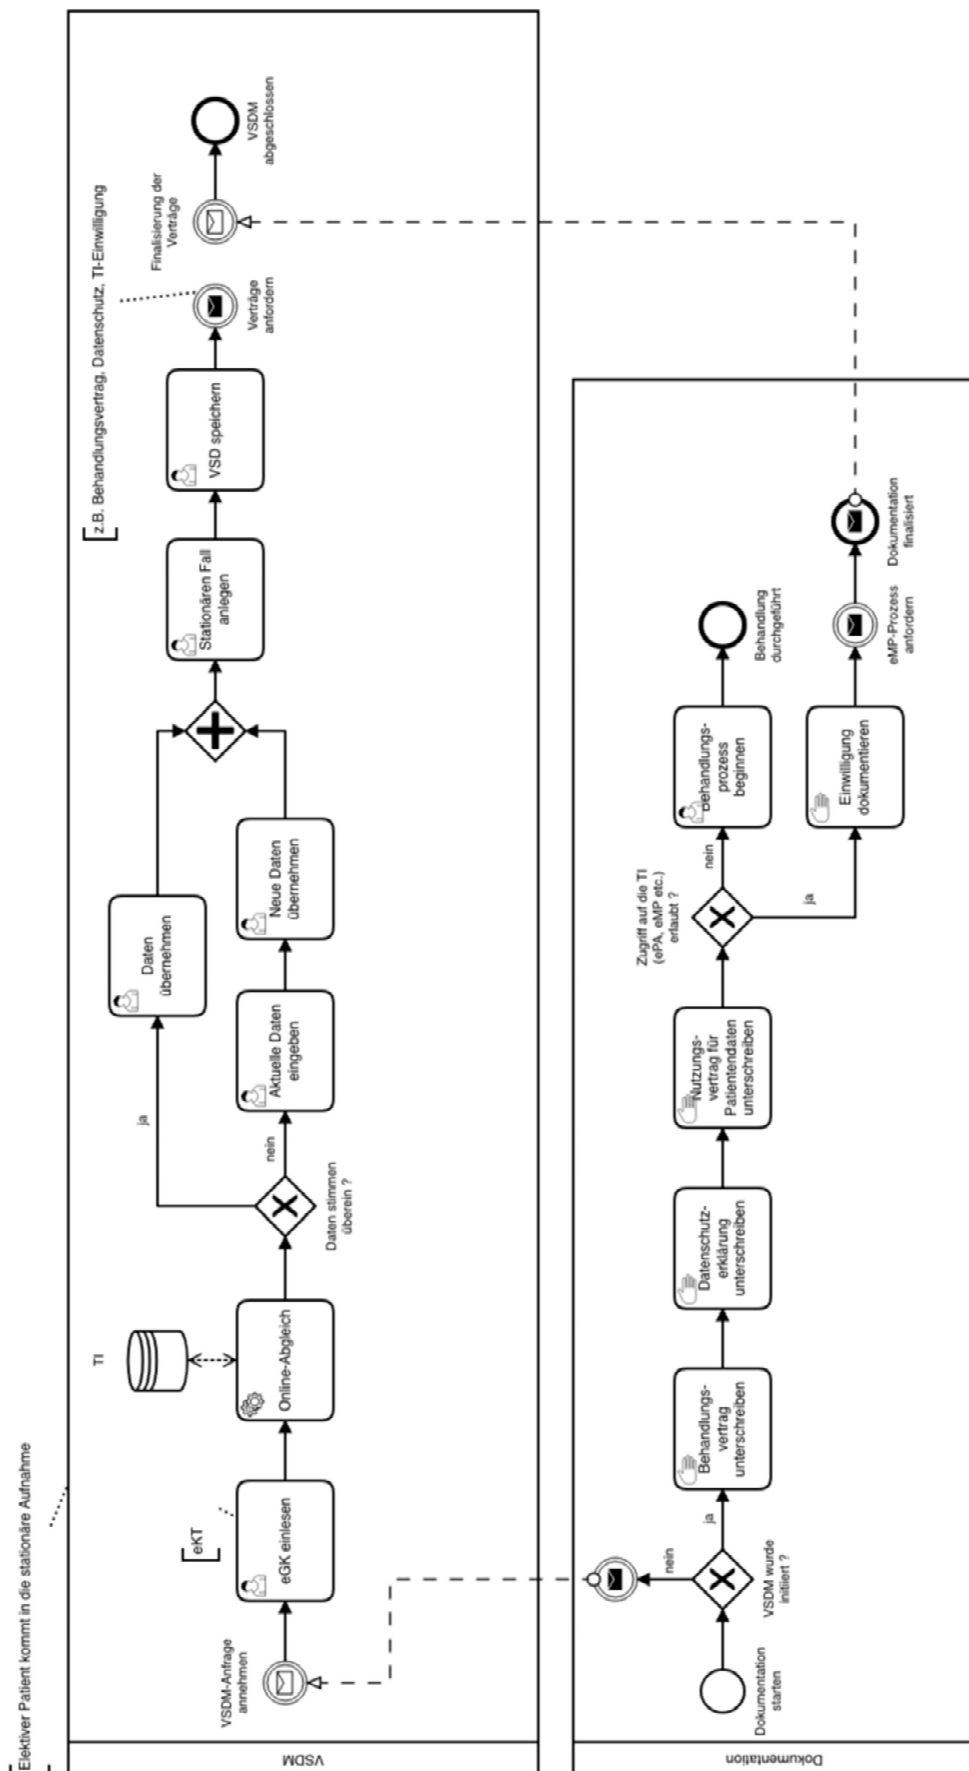 Elektiver Patient kommt in die stationäre Aufnahme
VSDM
VSDM-Anfrage
annehmen
eKT
eGK einlesen
TI
Online-Abgleich
Daten stimmen
überein ?
ja
nein
Daten
übernehmen
Aktuelle Daten
eingeben
Neue Daten
übernehmen
Stationären Fall
anlegen
VSD speichern
z.B. Behandlungsvertrag, Datenschutz, TI-Einwilligung
Verträge
anfordern
Finalisierung der
Verträge
VSDM
abgeschlossen
Dokumentation
Dokumentation
starten
VSDM wurde
initiiert ?
nein
ja
Behandlungs-
vertrag
unterschreiben
Datenschutz-
erklärung
unterschreiben
Nutzungs-
vertrag für
Patientendaten
unterschreiben
Zugriff auf die TI
(ePA, eMP etc.)
erlaubt ?
nein
ja
Behandlungs-
prozess
beginnen
Behandlung
durchgeführt
Einwilligung
dokumentieren
eMP-Prozess
anfordern
Dokumentation
finalisiert